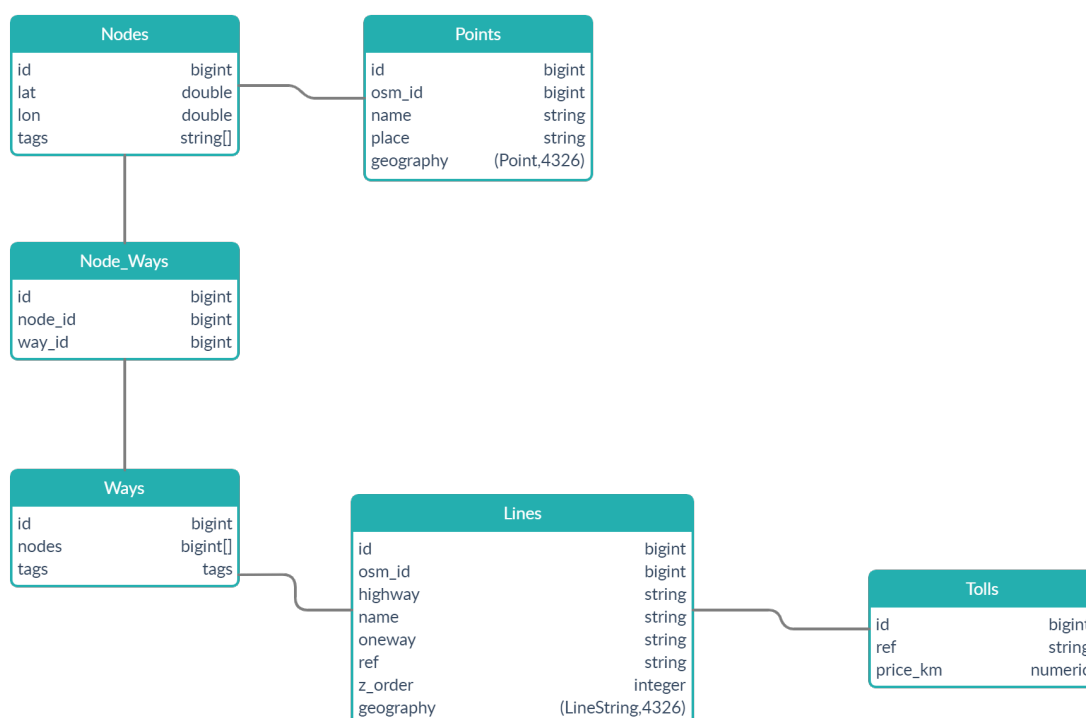 Nodes
id bigint
lat double
lon double
tags string[]
Points
id bigint
osm_id bigint
name string
place string
geography (Point,4326)
Node_Ways
id bigint
node_id bigint
way_id bigint
Ways
id bigint
nodes bigint[]
tags tags
Lines
id bigint
osm_id bigint
highway string
name string
oneway string
ref string
z_order integer
geography (LineString,4326)
Tolls
id bigint
ref string
price_km numeric